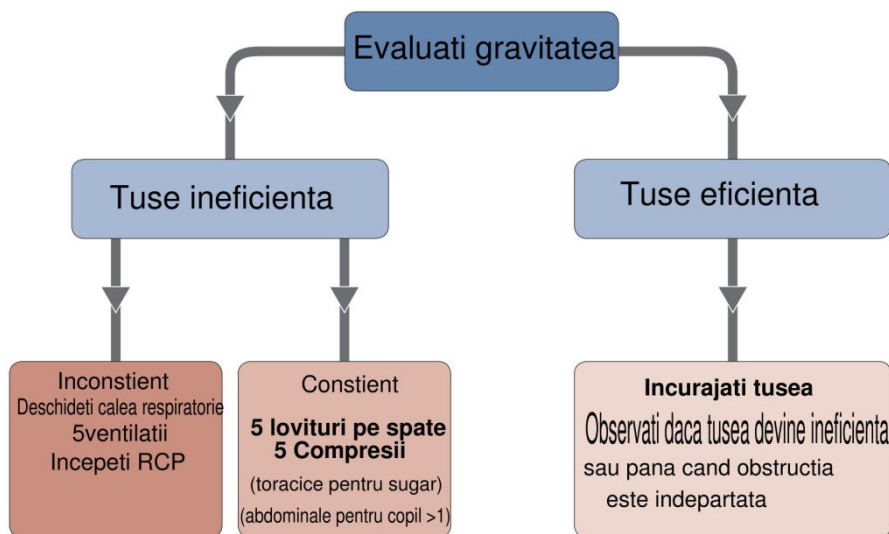 Evaluati gravitatea
Tuse ineficienta
Tuse eficienta
Inconstient
Deschideti calea respiratorie
5ventilatii
Incepeti RCP
Constient
5 lovituri pe spate
5 Compresii
(toracice pentru sugar)
(abdominale pentru copil >1)
Incurajati tusea
Observati daca tusea devine ineficienta
sau pana cand obstructia
este indepartata